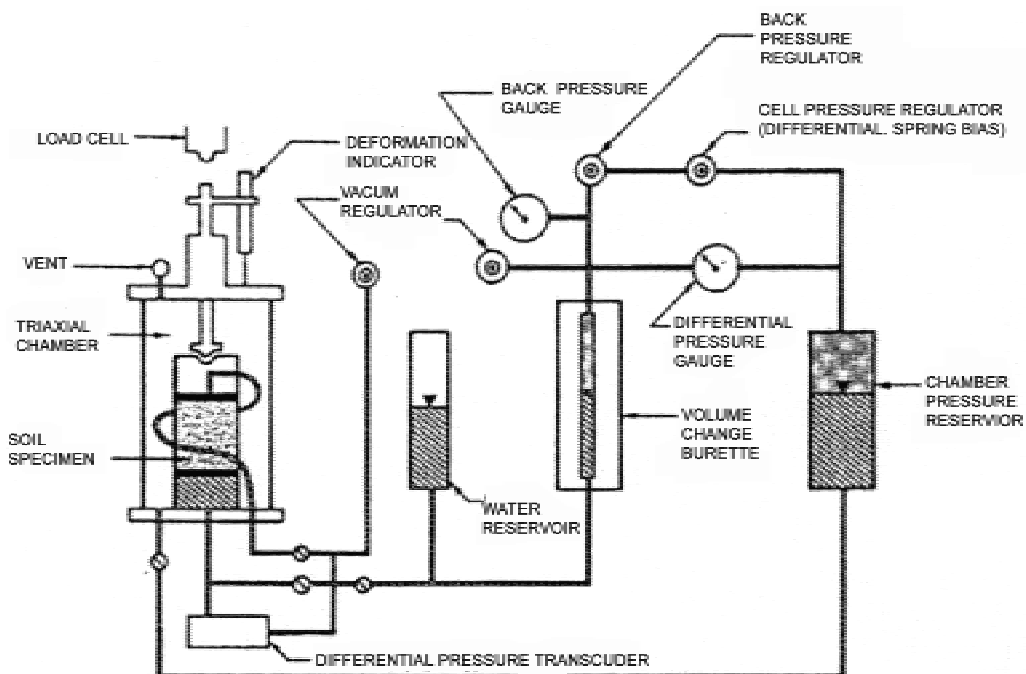 BACK
PRESSURE
REGULATOR
BACK PRESSURE
GAUGE
CELL PRESSURE REGULATOR
(DIFFERENTIAL. SPRING BIAS)
LOAD CELL
DEFORMATION
INDICATOR
VACUM
REGULATOR
VENT
TRIAXIAL
CHAMBER
DIFFERENTIAL
PRESSURE
GAUGE
CHAMBER
PRESSURE
RESERVIOR
VOLUME
CHANGE
BURETTE
SOIL
SPECIMEN
WATER
RESERVOIR
DIFFERENTIAL PRESSURE TRANSCUDER